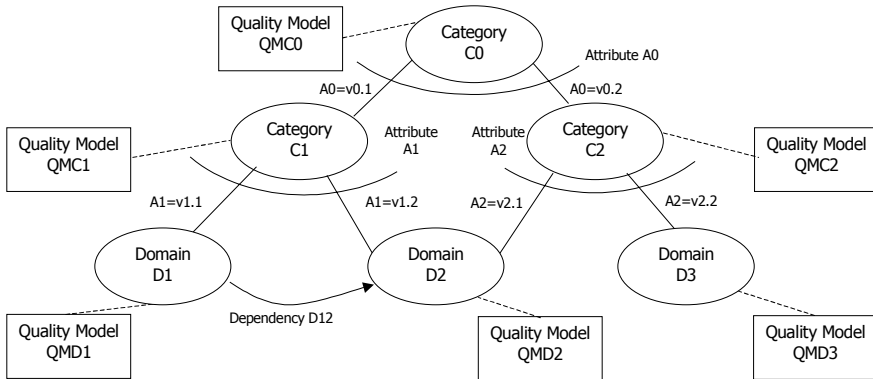 Quality Model
QMC0
Category
C0
Attribute A0
A0=v0.1
A0=v0.2
Quality Model
QMC1
Category
C1
Attribute
A1
Attribute
A2
Category
C2
Quality Model
QMC2
A1=v1.1
A1=v1.2
A2=v2.1
A2=v2.2
Domain
D1
Domain
D2
Domain
D3
Dependency D12
Quality Model
QMD1
Quality Model
QMD2
Quality Model
QMD3